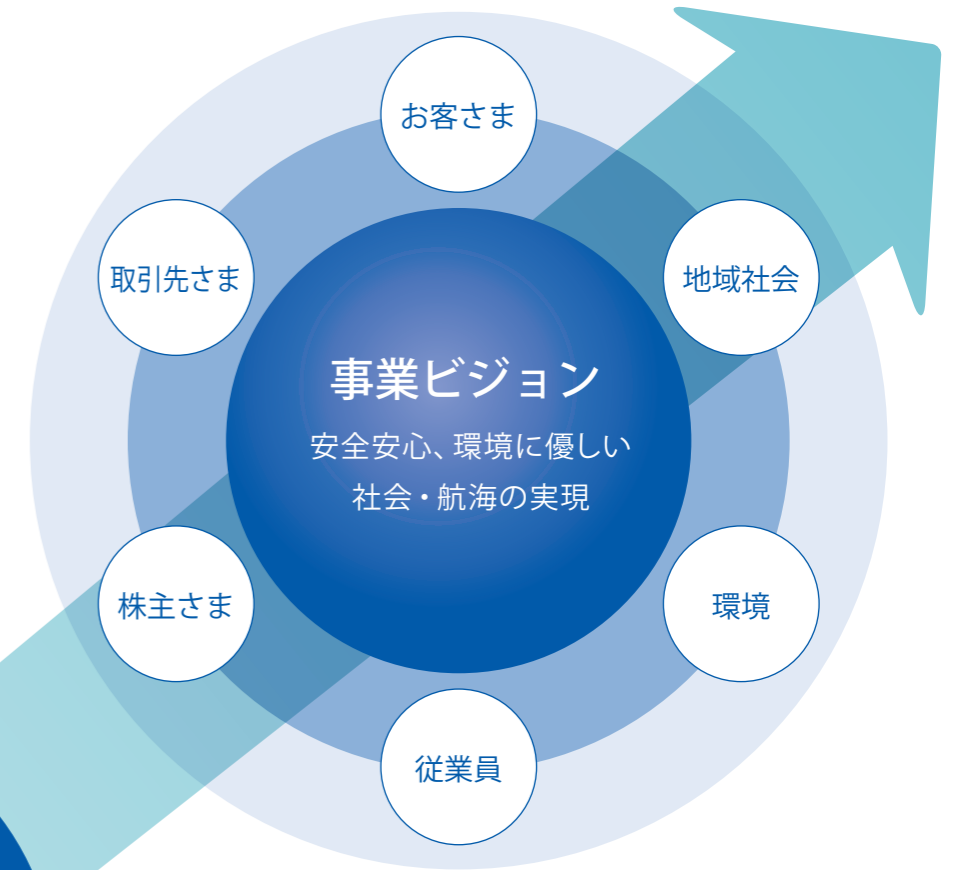 お客さま
取引先さま
地域社会
事業ビジョン
安全安心、環境に優しい
社会・航海の実現
株主さま
環境
従業員